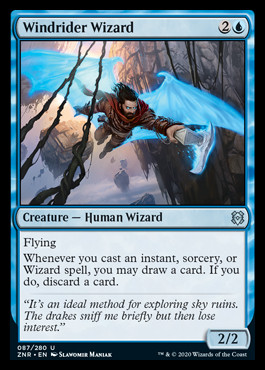 Windrider Wizard 2
Creature — Human Wizard
Flying
Whenever you cast an instant, sorcery, or
Wizard spell, you may draw a card. If you
do, discard a card.
“It’s an ideal method for exploring sky ruins.
The drakes sniff me briefly but then lose
interest.”
2/2
087/280 U
ZNR • EN Slawomir Maniak ™ & © 2020 Wizards of the Coast